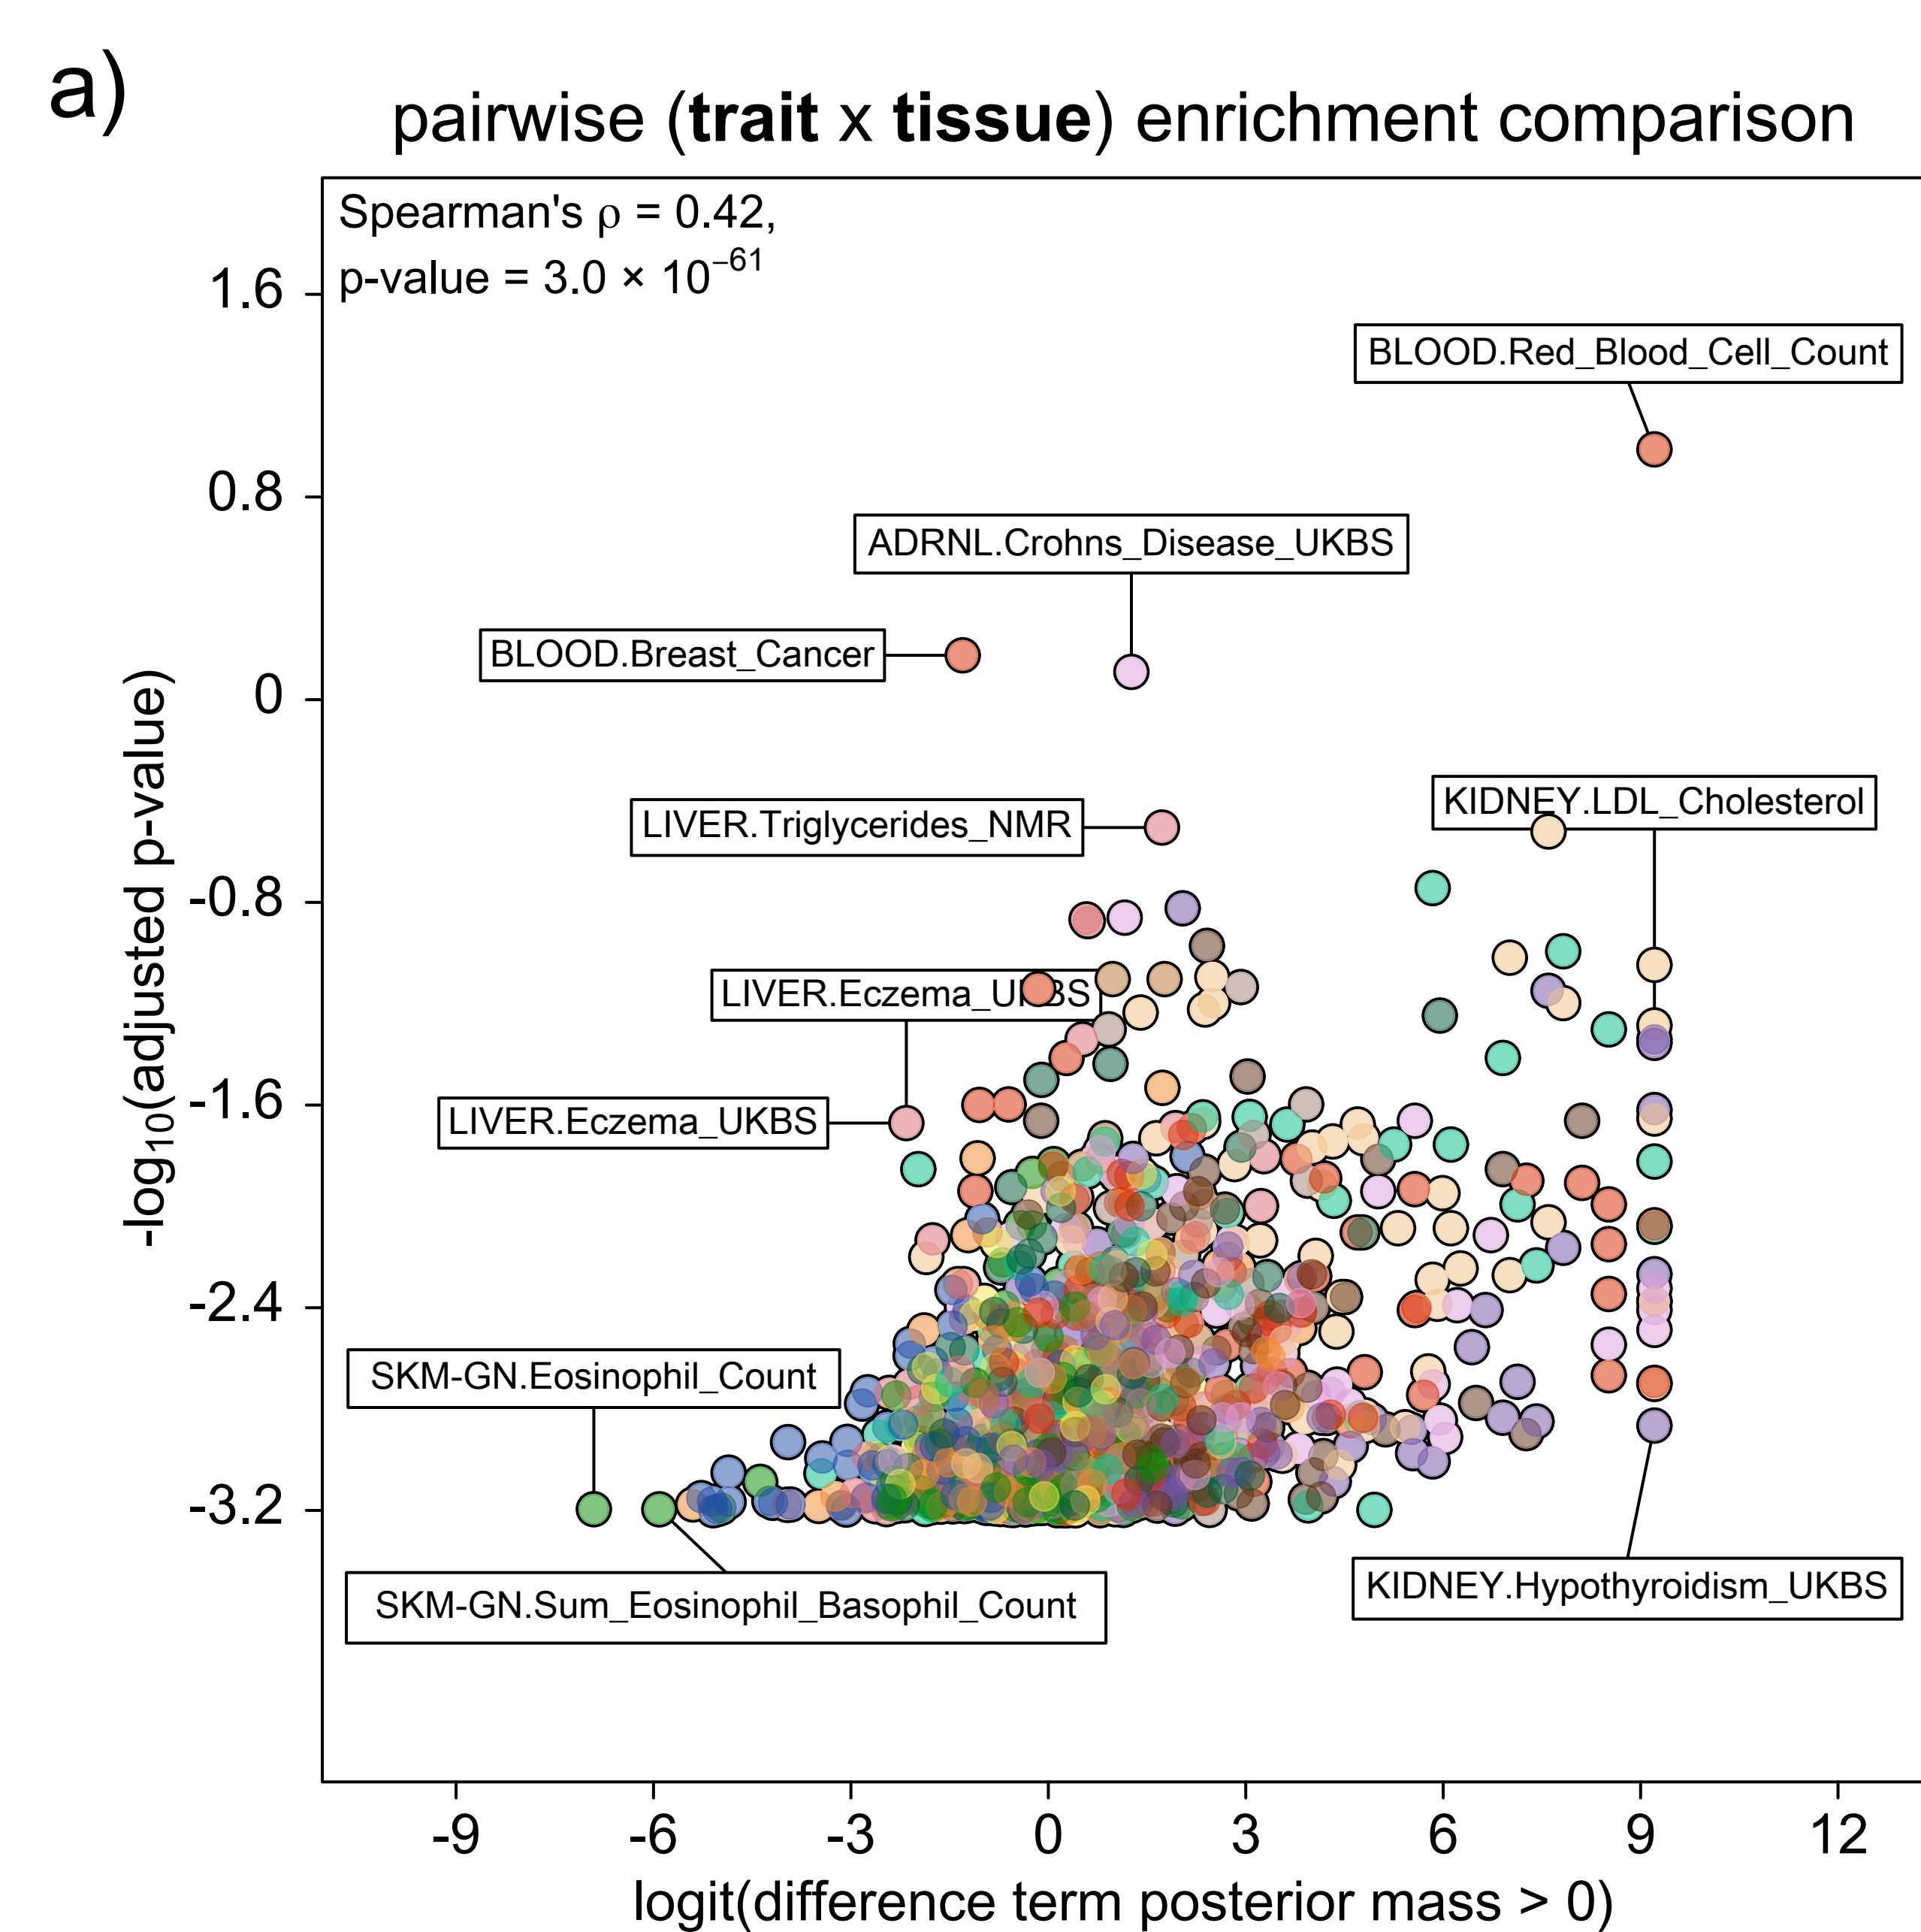 a)
pairwise (trait x tissue) enrichment comparison
Spearman's ρ = 0.42,
p-value = 3.0 × 10⁻⁶¹
1.6
0.8
0
-0.8
-1.6
-2.4
-3.2
-log₁₀(adjusted p-value)
BLOOD.Red_Blood_Cell_Count
ADRNL.Crohns_Disease_UKBS
BLOOD.Breast_Cancer
KIDNEY.LDL_Cholesterol
LIVER.Triglycerides_NMR
LIVER.Eczema_UKBS
LIVER.Eczema_UKBS
SKM-GN.Eosinophil_Count
KIDNEY.Hypothyroidism_UKBS
SKM-GN.Sum_Eosinophil_Basophil_Count
-9 -6 -3 0 3 6 9 12
logit(difference term posterior mass > 0)